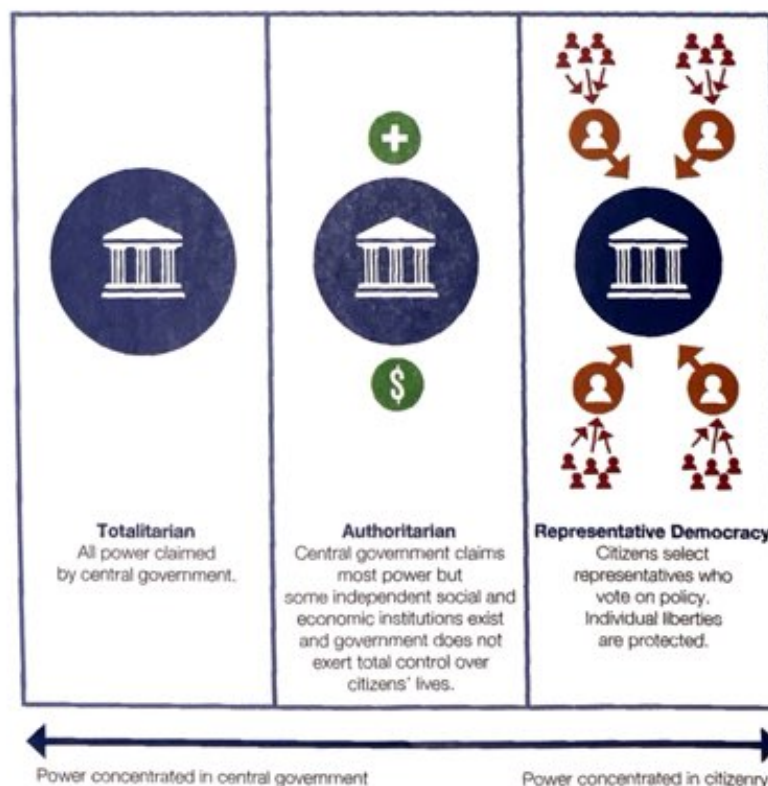 $
Totalitarian
All power claimed
by central government.
Authoritarian
Central government claims
most power but
some independent social and
economic institutions exist
and government does not
exert total control over
citizens' lives.
Representative Democracy
Citizens select
representatives who
vote on policy.
Individual liberties
are protected.
Power concentrated in central government
Power concentrated in citizenry